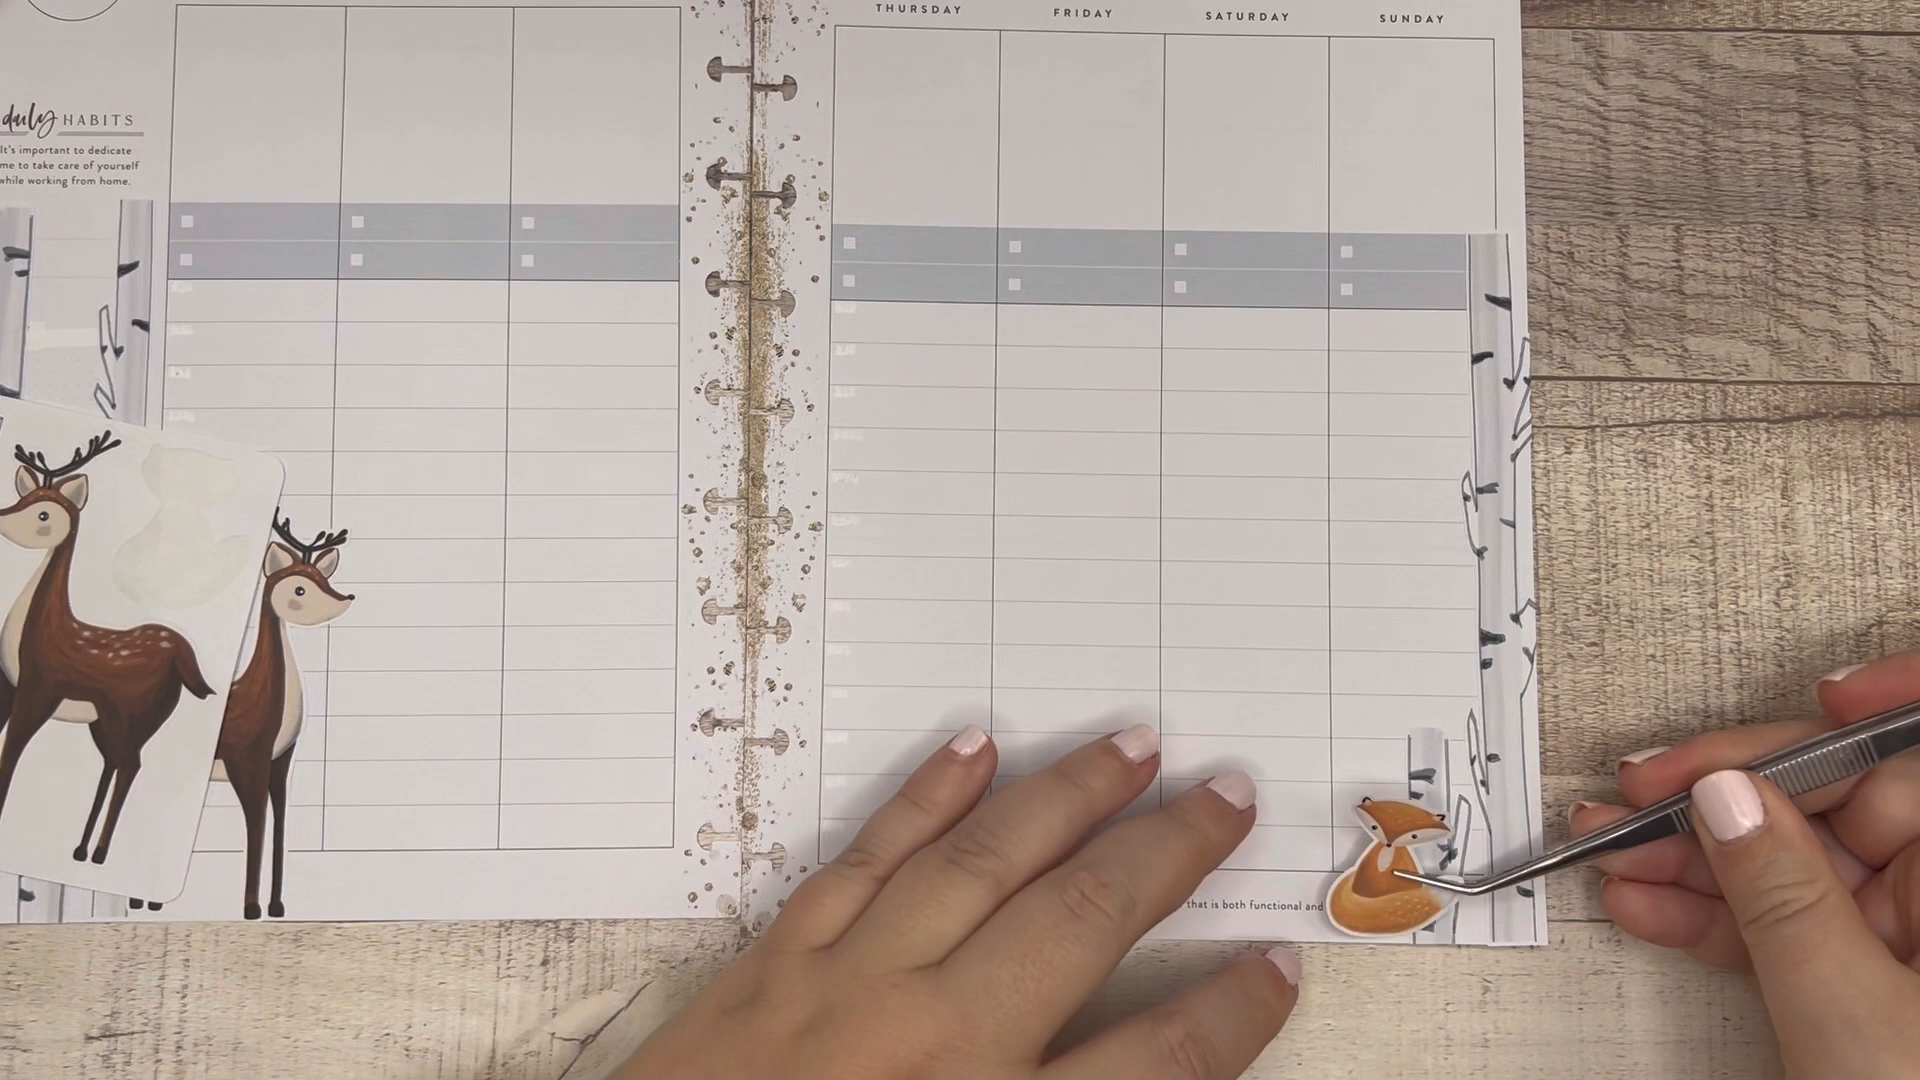 THURSDAY
FRIDAY
SATURDAY
SUNDAY
daily HABITS
It's important to dedicate
to take care of yourself
while working from home.
that is both functional and